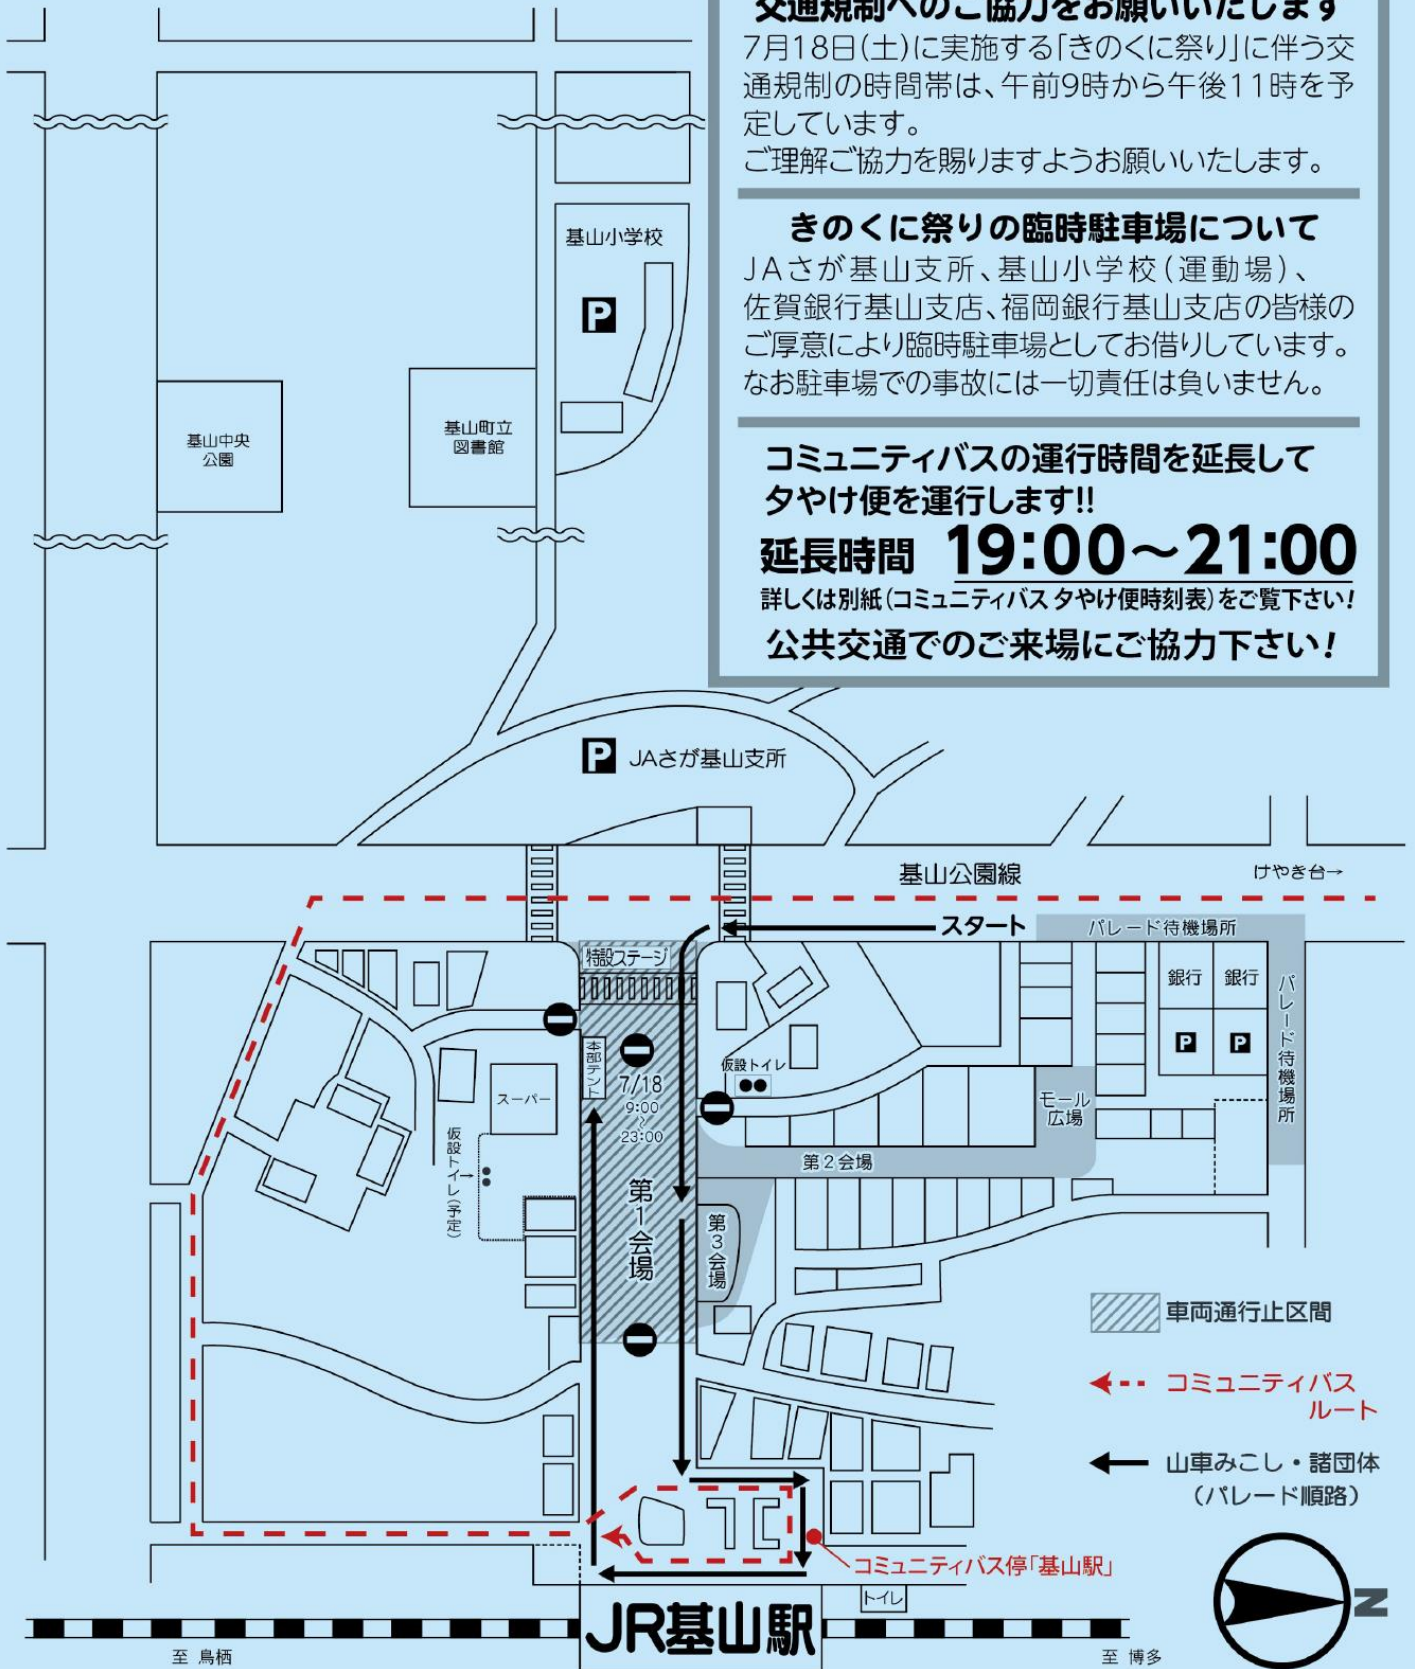 交通規制へのご協力をお願いいたします
7月18日(土)に実施する「きのくに祭り」に伴う交
通規制の時間帯は、午前9時から午後11時を予
定しています。
ご理解ご協力を賜りますようお願いいたします。
きのくに祭りの臨時駐車場について
JAさが基山支所、基山小学校(運動場)、
佐賀銀行基山支店、福岡銀行基山支店の皆様の
ご厚意により臨時駐車場としてお借りしています。
なお駐車場での事故には一切責任は負いません。
コミュニティバスの運行時間を延長して
夕やけ便を運行します!!
延長時間 19:00～21:00
詳しくは別紙(コミュニティバス夕やけ便時刻表)をご覧下さい!
公共交通でのご来場にご協力下さい!
基山小学校
P
基山中央
公園
基山町立
図書館
P JAさが基山支所
基山公園線
けやき台→
スタート
パレード待機場所
特設ステージ
銀行
銀行
パレード待機場所
P
P
本部テント
7/18
9:00
～
23:00
仮設トイレ
スーパー
モール
広場
仮設トイレ(予定)
第2会場
第1会場
第3会場
車両通行止区間
コミュニティバス
ルート
山車みこし・諸団体
(パレード順路)
コミュニティバス停「基山駅」
トイレ
N
JR基山駅
至 鳥栖
至 博多